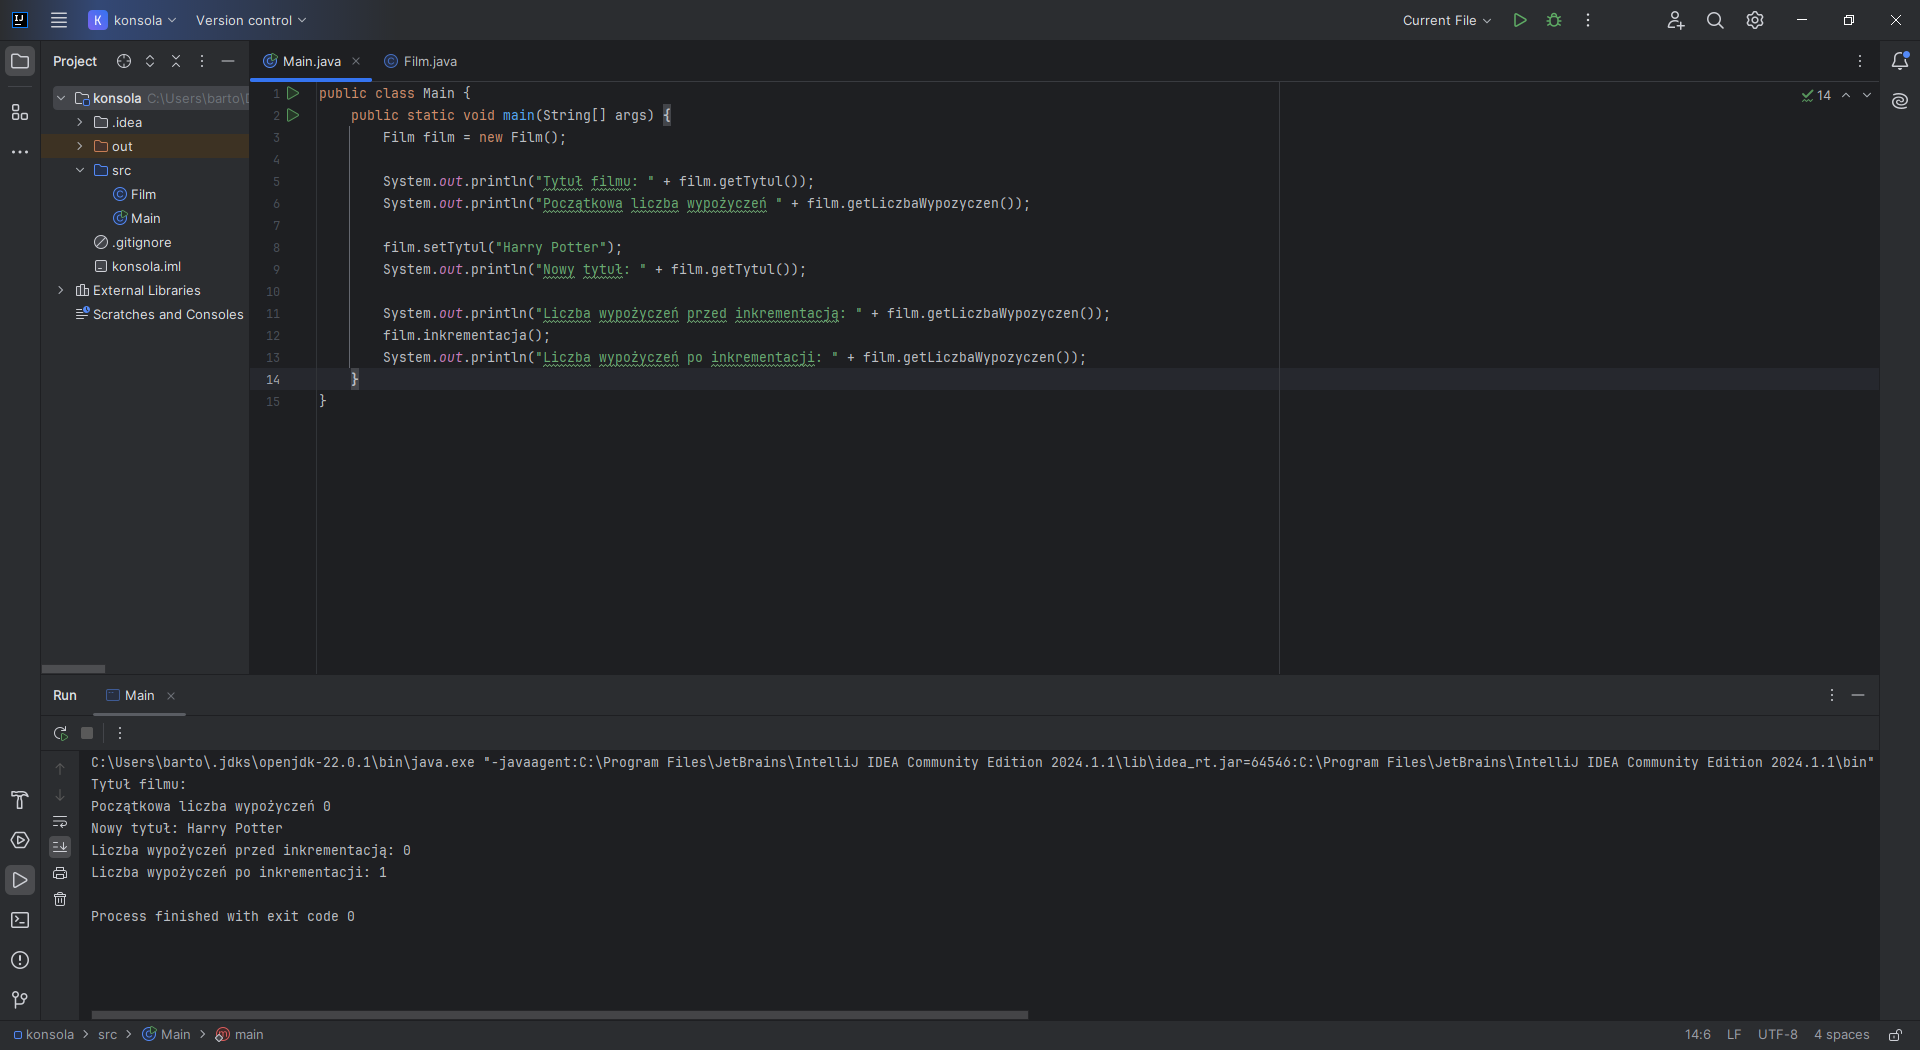 K konsola Version control Current File
Project
Main.java
Film.java
konsola C:\Users\barto\
.idea
out
src
Film
Main
.gitignore
konsola.iml
External Libraries
Scratches and Consoles
14
1 public class Main {
2 public static void main(String[] args) {
3 Film film = new Film();
4
5 System.out.println("Tytuł filmu: " + film.getTytul());
6 System.out.println("Początkowa liczba wypożyczeń " + film.getLiczbaWypozyczen());
7
8 film.setTytul("Harry Potter");
9 System.out.println("Nowy tytuł: " + film.getTytul());
10
11 System.out.println("Liczba wypożyczeń przed inkrementacją: " + film.getLiczbaWypozyczen());
12 film.inkrementacja();
13 System.out.println("Liczba wypożyczeń po inkrementacji: " + film.getLiczbaWypozyczen());
14 }
15 }
Run Main
C:\Users\barto\.jdks\openjdk-22.0.1\bin\java.exe "-javaagent:C:\Program Files\JetBrains\IntelliJ IDEA Community Edition 2024.1.1\lib\idea_rt.jar=64546:C:\Program Files\JetBrains\IntelliJ IDEA Community Edition 2024.1.1\bin"
Tytuł filmu:
Początkowa liczba wypożyczeń 0
Nowy tytuł: Harry Potter
Liczba wypożyczeń przed inkrementacją: 0
Liczba wypożyczeń po inkrementacji: 1
Process finished with exit code 0
konsola > src > Main > main
14:6 LF UTF-8 4 spaces